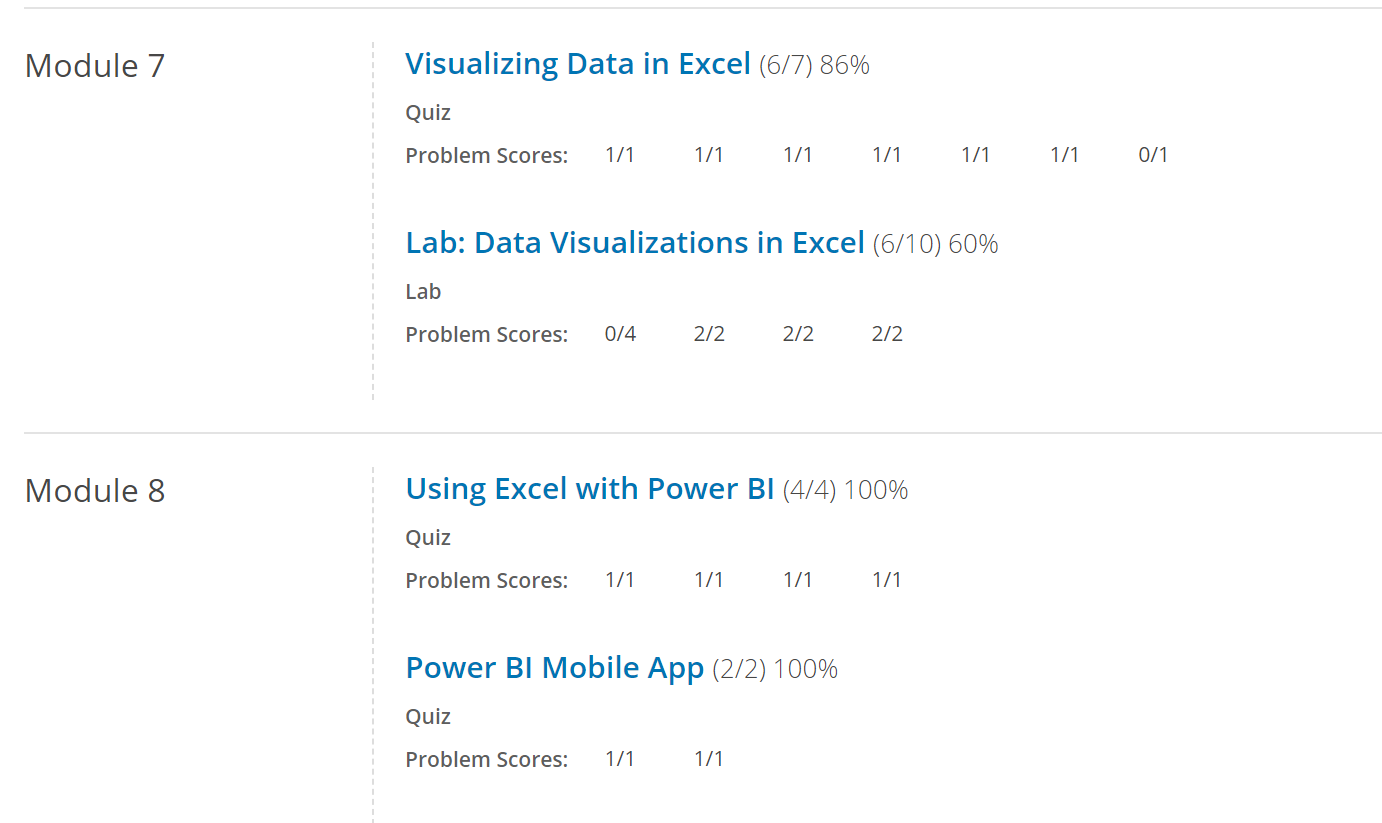 Module 7
Visualizing Data in Excel (6/7) 86%
Quiz
Problem Scores: 1/1 1/1 1/1 1/1 1/1 1/1 0/1
Lab: Data Visualizations in Excel (6/10) 60%
Lab
Problem Scores: 0/4 2/2 2/2 2/2
Module 8
Using Excel with Power BI (4/4) 100%
Quiz
Problem Scores: 1/1 1/1 1/1 1/1
Power BI Mobile App (2/2) 100%
Quiz
Problem Scores: 1/1 1/1